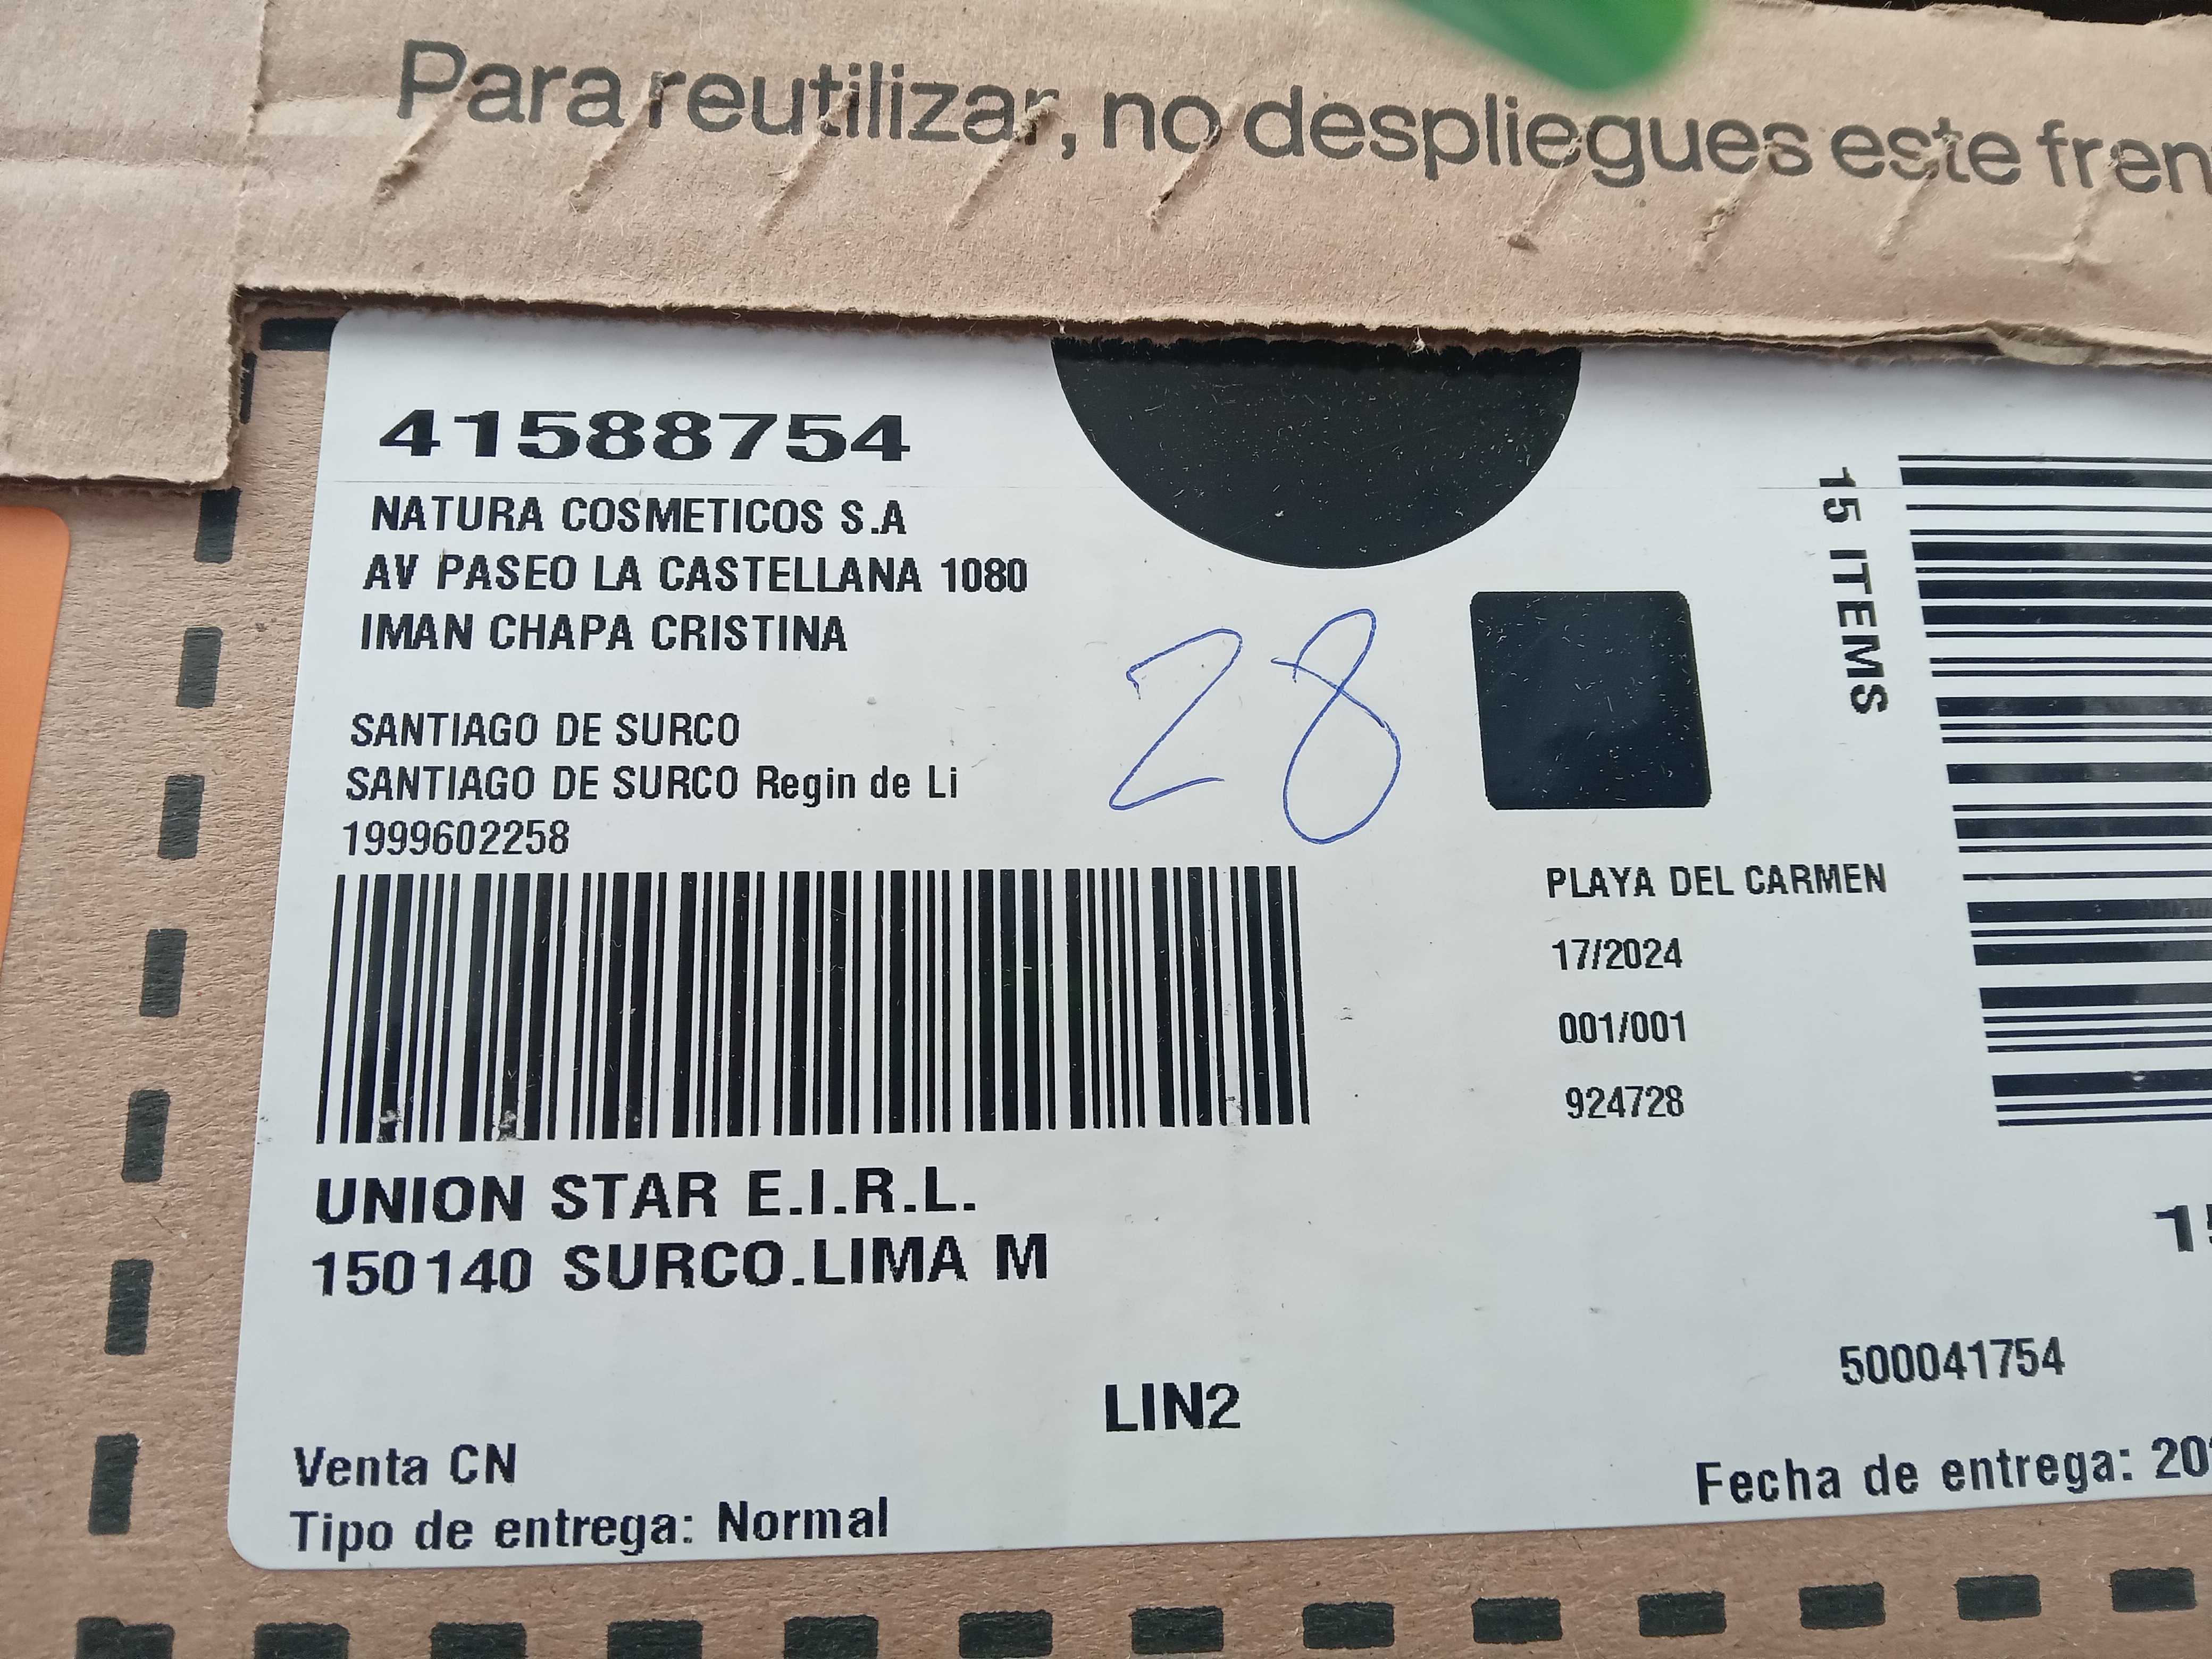 Para reutilizar, no despliegues este
41588754
NATURA COSMETICOS S.A
AV PASEO LA CASTELLANA 1080
IMAN CHAPA CRISTINA
SANTIAGO DE SURCO
SANTIAGO DE SURCO Regin de Li
1999602258
28
15 ITEMS
PLAYA DEL CARMEN
17/2024
001/001
924728
UNION STAR E.I.R.L.
150140 SURCO.LIMA M
500041754
LIN2
Venta CN
Tipo de entrega: Normal
Fecha de entrega: